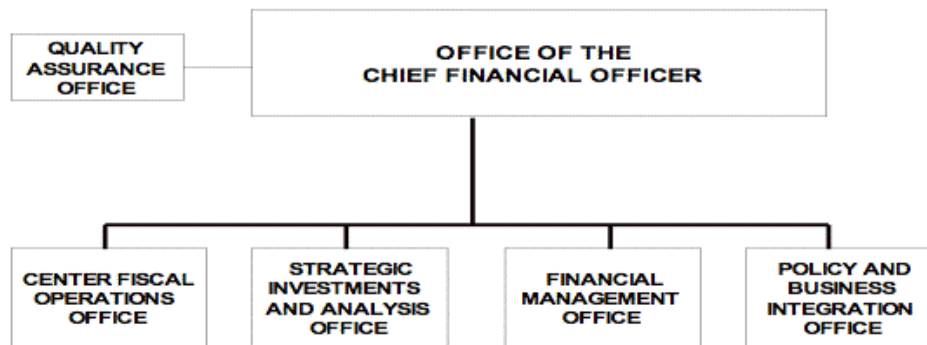 QUALITY
ASSURANCE
OFFICE
OFFICE OF THE
CHIEF FINANCIAL OFFICER
CENTER FISCAL
OPERATIONS
OFFICE
STRATEGIC
INVESTMENTS
AND ANALYSIS
OFFICE
FINANCIAL
MANAGEMENT
OFFICE
POLICY AND
BUSINESS
INTEGRATION
OFFICE